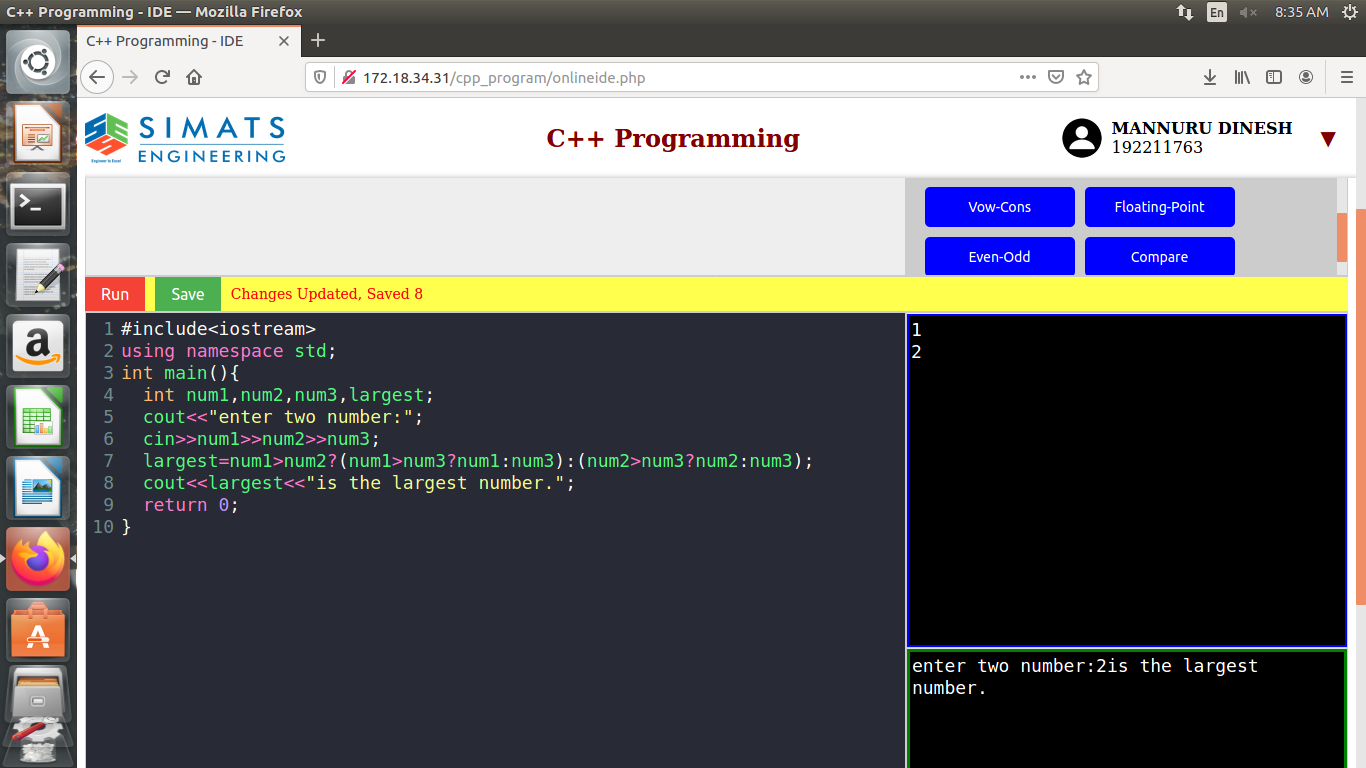 C++ Programming - IDE — Mozilla Firefox
En
8:35 AM
C++ Programming - IDE
172.18.34.31/cpp_program/onlineide.php
SIMATS
ENGINEERING
Engineer to Excel
C++ Programming
MANNURU DINESH
192211763
Vow-Cons
Floating-Point
Even-Odd
Compare
Run
Save
Changes Updated, Saved 8
1 #include<iostream>
2 using namespace std;
3 int main(){
4 int num1,num2,num3,largest;
5 cout<<"enter two number:";
6 cin>>num1>>num2>>num3;
7 largest=num1>num2?(num1>num3?num1:num3):(num2>num3?num2:num3);
8 cout<<largest<<"is the largest number.";
9 return 0;
10 }
1
2
enter two number:2is the largest
number.